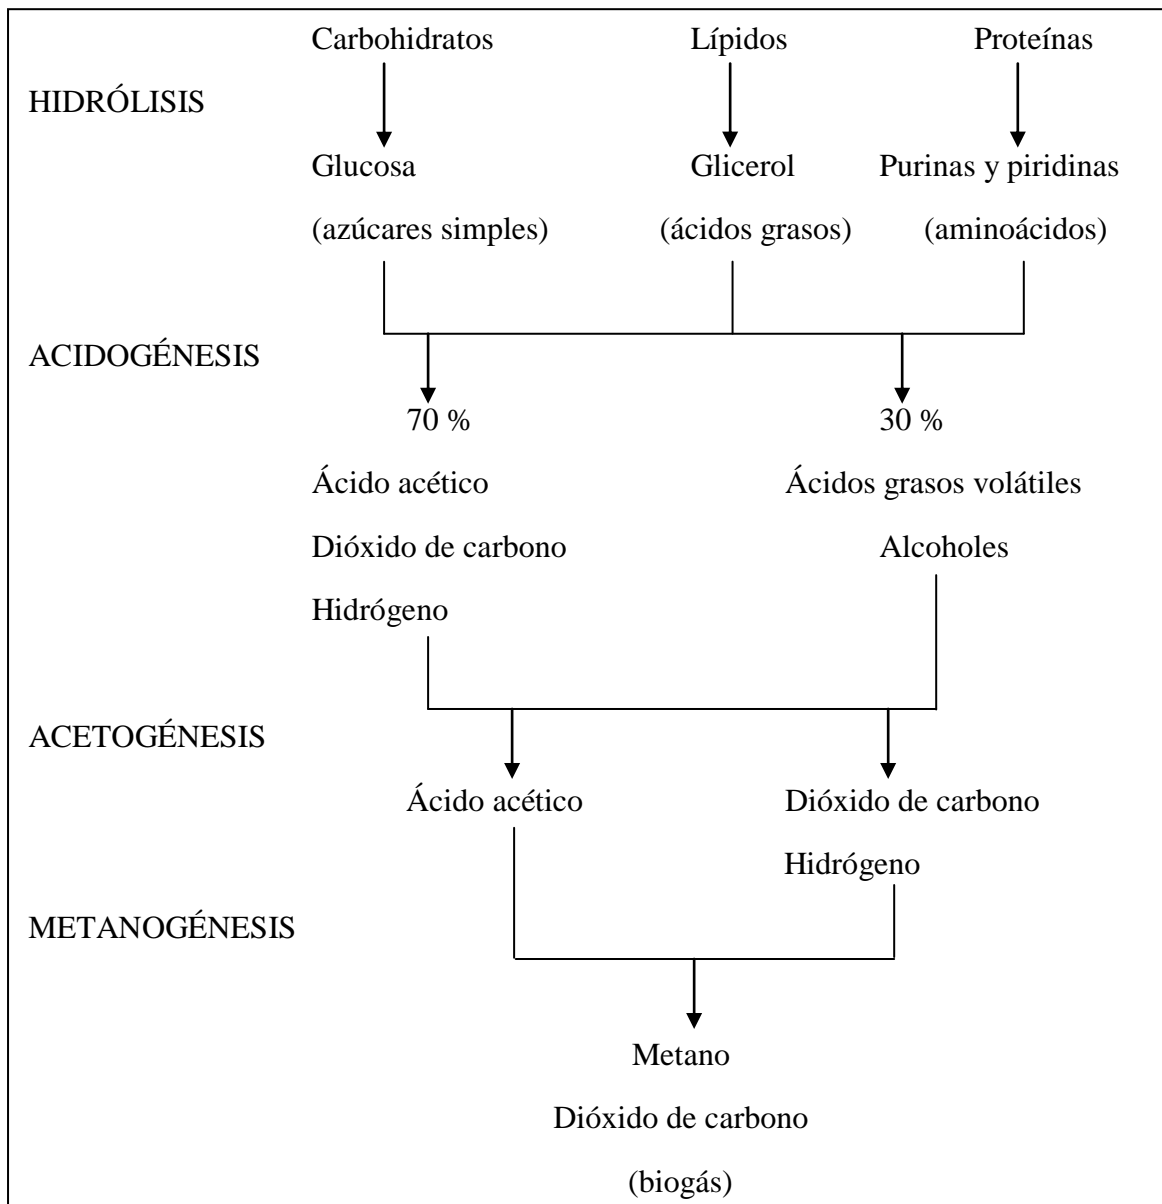 Carbohidratos Lípidos Proteínas
HIDRÓLISIS
Glucosa Glicerol Purinas y piridinas
(azúcares simples) (ácidos grasos) (aminoácidos)
ACIDOGÉNESIS
70 % 30 %
Ácido acético Ácidos grasos volátiles
Dióxido de carbono Alcoholes
Hidrógeno
ACETOGÉNESIS
Ácido acético Dióxido de carbono
Hidrógeno
METANOGÉNESIS
Metano
Dióxido de carbono
(biogás)